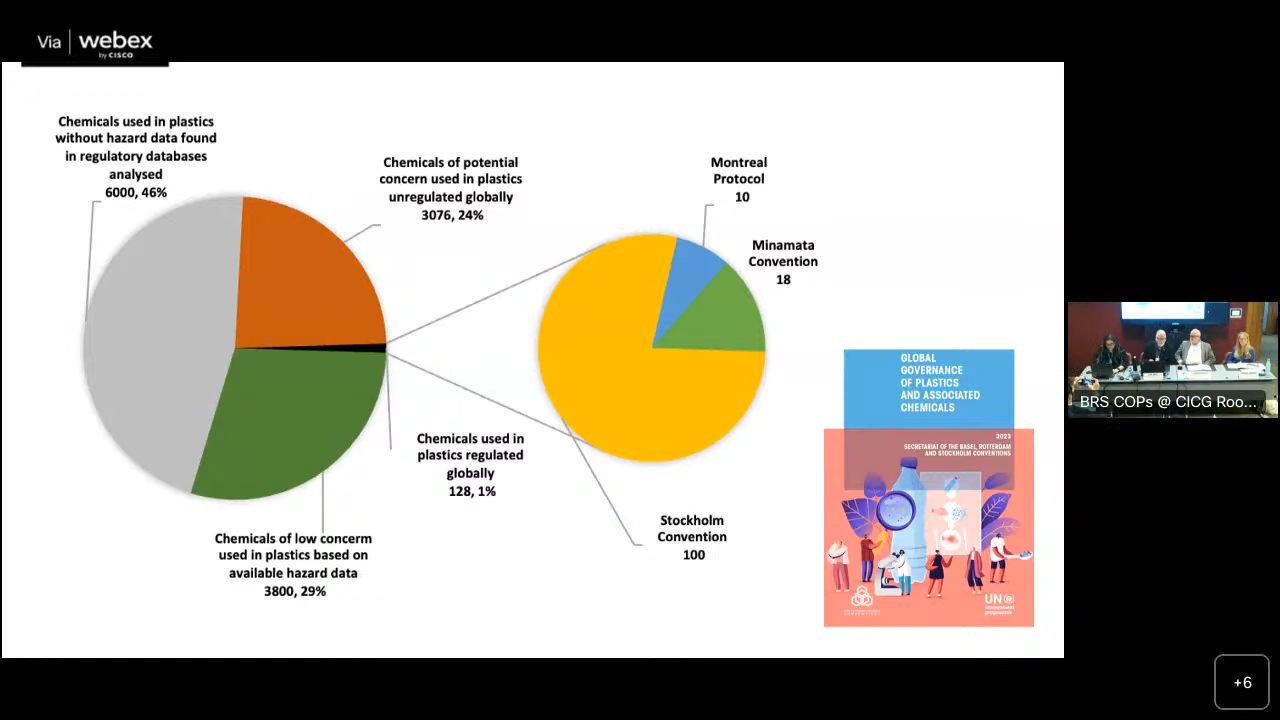 Via webex
by CISCO
Chemicals used in plastics
without hazard data found
in regulatory databases
analysed
6000, 46%
Chemicals of potential
concern used in plastics
unregulated globally
3076, 24%
Montreal
Protocol
10
Minamata
Convention
18
Chemicals used in
plastics regulated
globally
128, 1%
Stockholm
Convention
100
Chemicals of low concerm
used in plastics based on
available hazard data
3800, 29%
GLOBAL
GOVERNANCE
OF PLASTICS
AND ASSOCIATED
CHEMICALS
2023
SECRETARIAT OF THE BASEL, ROTTERDAM
AND STOCKHOLM CONVENTIONS
UN
environment
programme
BRS COPs @ CICG Roo...
+6